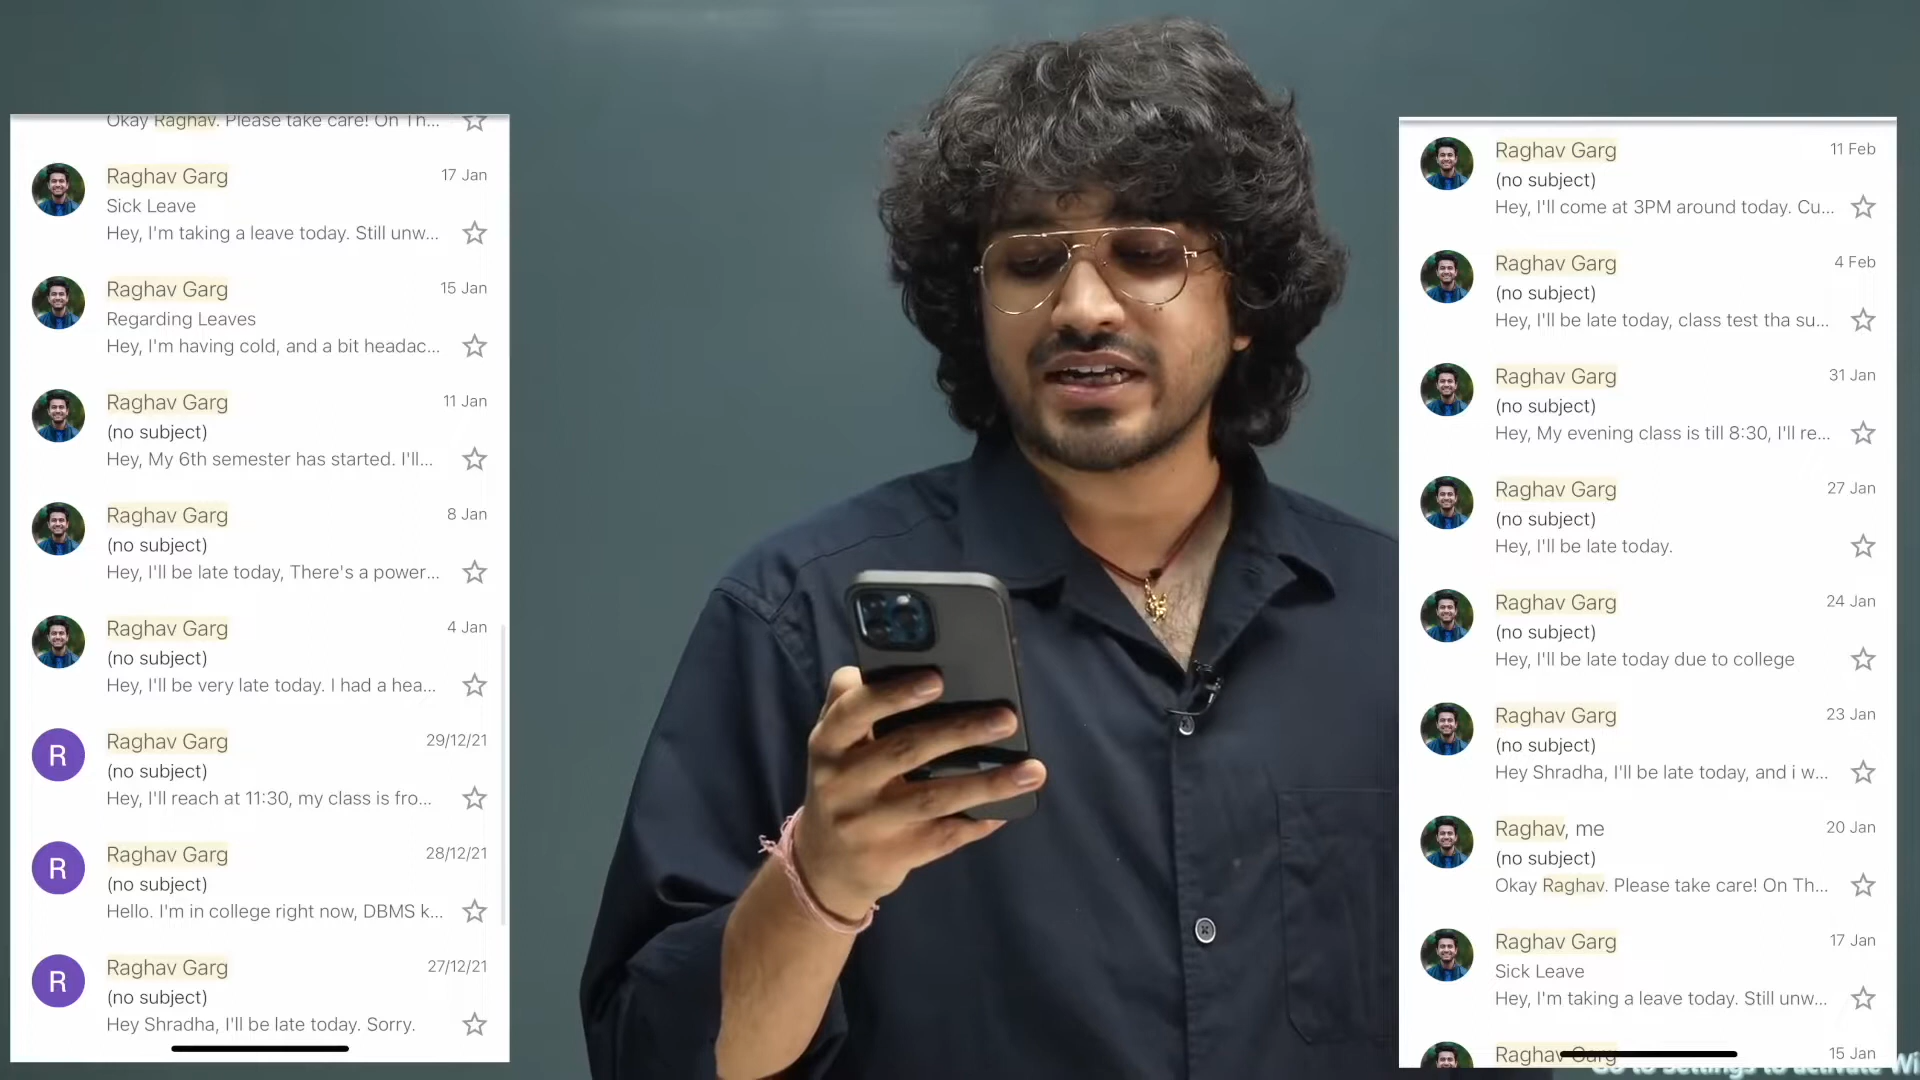 Okay Raghav. Please take care! On Th...
Raghav Garg
17 Jan
Sick Leave
Hey, I'm taking a leave today. Still unw...
Raghav Garg
15 Jan
Regarding Leaves
Hey, I'm having cold, and a bit headac...
Raghav Garg
11 Jan
(no subject)
Hey, My 6th semester has started. I'll...
Raghav Garg
8 Jan
(no subject)
Hey, I'll be late today, There's a power...
Raghav Garg
4 Jan
(no subject)
Hey, I'll be very late today. I had a hea...
R
Raghav Garg
29/12/21
(no subject)
Hey, I'll reach at 11:30, my class is fro...
R
Raghav Garg
28/12/21
(no subject)
Hello. I'm in college right now, DBMS k...
R
Raghav Garg
27/12/21
(no subject)
Hey Shradha, I'll be late today. Sorry.
Raghav Garg
11 Feb
(no subject)
Hey, I'll come at 3PM around today. Cu...
Raghav Garg
4 Feb
(no subject)
Hey, I'll be late today, class test tha su...
Raghav Garg
31 Jan
(no subject)
Hey, My evening class is till 8:30, I'll re...
Raghav Garg
27 Jan
(no subject)
Hey, I'll be late today.
Raghav Garg
24 Jan
(no subject)
Hey, I'll be late today due to college
Raghav Garg
23 Jan
(no subject)
Hey Shradha, I'll be late today, and i w...
Raghav, me
20 Jan
(no subject)
Okay Raghav. Please take care! On Th...
Raghav Garg
17 Jan
Sick Leave
Hey, I'm taking a leave today. Still unw...
Raghav Garg
15 Jan
Go to Settings to activate Wi